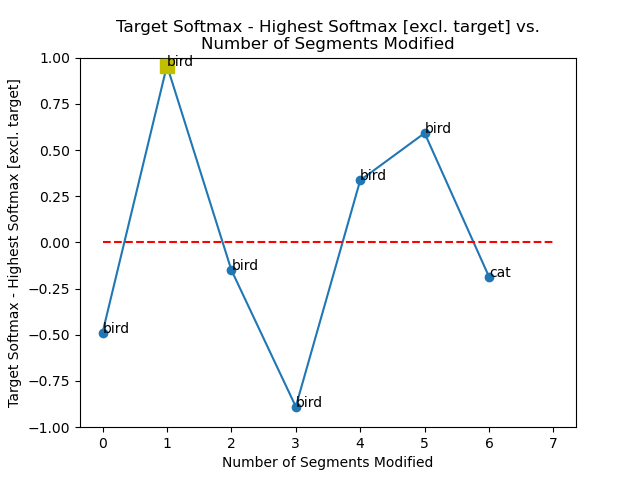 Target Softmax - Highest Softmax [excl. target] vs.
Number of Segments Modified
Target Softmax - Highest Softmax [excl. target]
1.00
0.75
0.50
0.25
0.00
−0.25
−0.50
−0.75
−1.00
bird
bird
bird
bird
bird
bird
cat
0 1 2 3 4 5 6 7
Number of Segments Modified